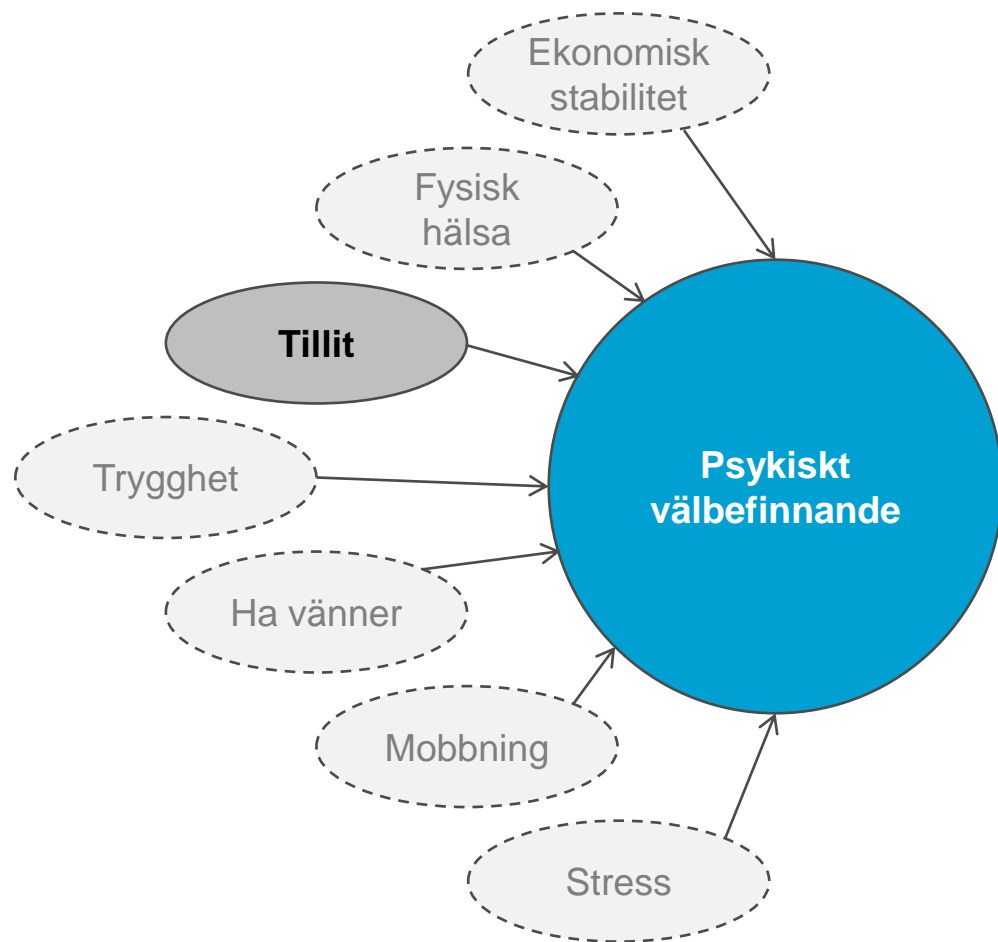 Ekonomisk
stabilitet
Fysisk
hälsa
Tillit
Trygghet
Psykiskt
välbefinnande
Ha vänner
Mobbning
Stress